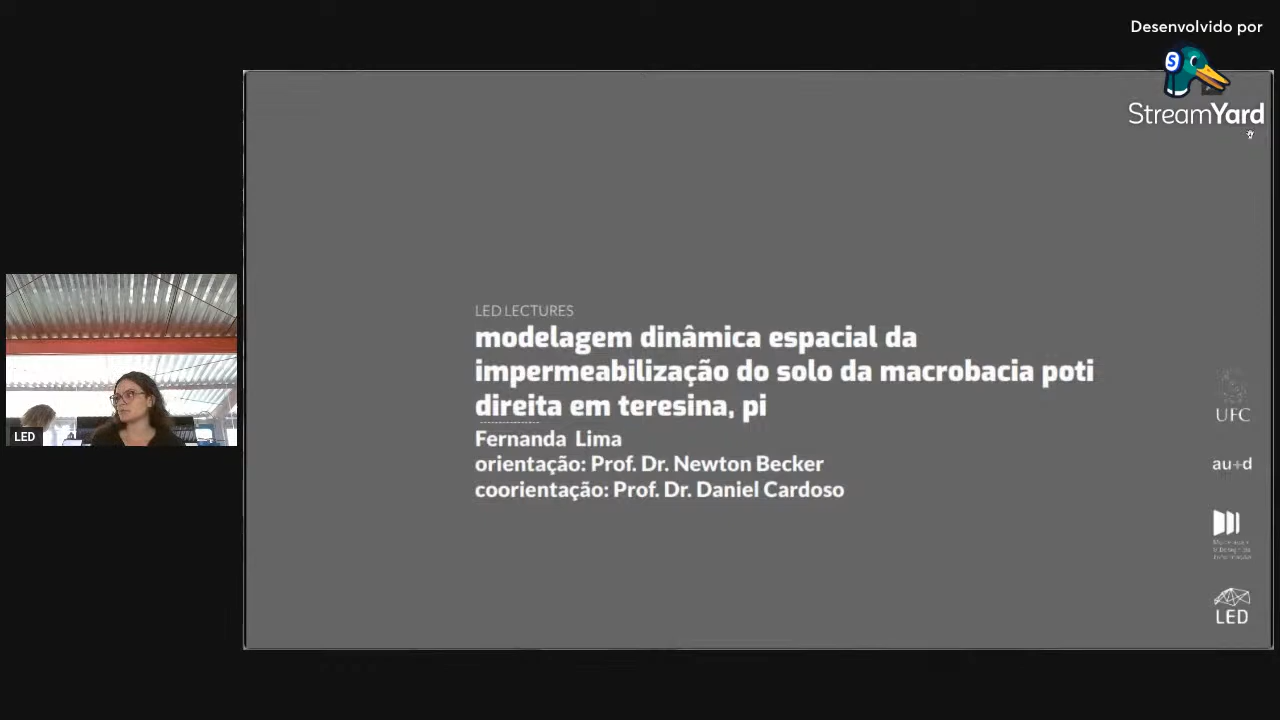 Desenvolvido por
S
StreamYard
LED LECTURES
modelagem dinâmica espacial da
impermeabilização do solo da macrobacia poti
direita em teresina, pi
Fernanda Lima
orientação: Prof. Dr. Newton Becker
coorientação: Prof. Dr. Daniel Cardoso
LED
UFC
au+d
LED